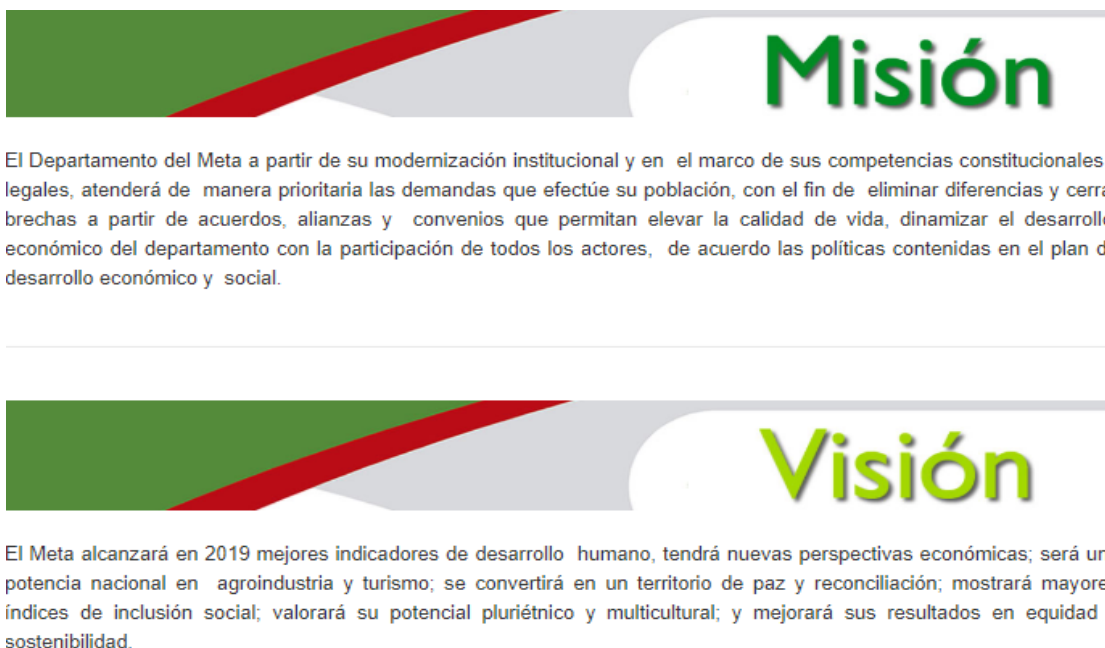 Misión
El Departamento del Meta a partir de su modernización institucional y en el marco de sus competencias constitucionales
legales, atenderá de manera prioritaria las demandas que efectúe su población, con el fin de eliminar diferencias y cerra
brechas a partir de acuerdos, alianzas y convenios que permitan elevar la calidad de vida, dinamizar el desarrollo
económico del departamento con la participación de todos los actores, de acuerdo las políticas contenidas en el plan d
desarrollo económico y social.
Visión
El Meta alcanzará en 2019 mejores indicadores de desarrollo humano, tendrá nuevas perspectivas económicas; será un
potencia nacional en agroindustria y turismo; se convertirá en un territorio de paz y reconciliación; mostrará mayore
índices de inclusión social; valorará su potencial pluriétnico y multicultural; y mejorará sus resultados en equidad
sostenibilidad.